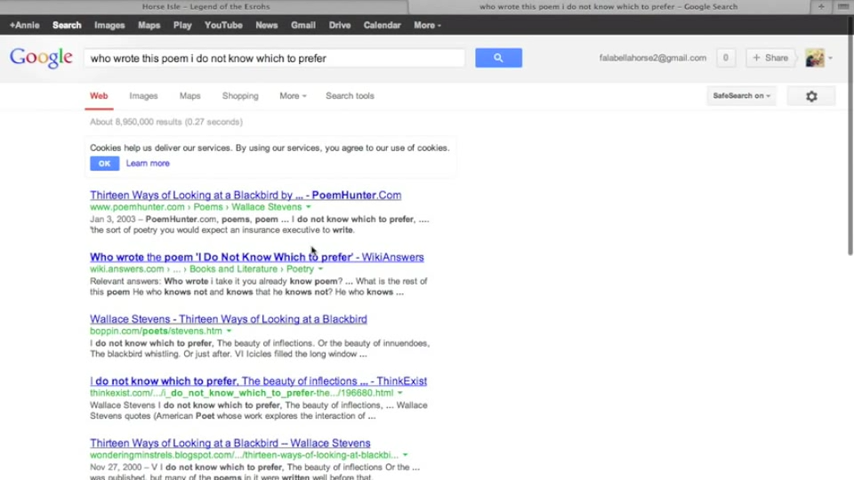 Horse Isle – Legend of the Esrohs
who wrote this poem i do not know which to prefer – Google Search
+Annie Search Images Maps Play YouTube News Gmail Drive Calendar More
Google who wrote this poem i do not know which to prefer falabellahorse2@gmail.com 0 + Share
Web Images Maps Shopping More Search tools SafeSearch on
About 8,950,000 results (0.27 seconds)
Cookies help us deliver our services. By using our services, you agree to our use of cookies.
OK Learn more
Thirteen Ways of Looking at a Blackbird by ... - PoemHunter.Com
www.poemhunter.com › Poems › Wallace Stevens
Jan 3, 2003 – PoemHunter.com, poems, poem ... I do not know which to prefer, ....
'the sort of poetry you would expect an insurance executive to write.
Who wrote the poem 'I Do Not Know Which to prefer' - WikiAnswers
wiki.answers.com › ... › Books and Literature › Poetry
Relevant answers: Who wrote i take it you already know poem? ... What is the rest of
this poem He who knows not and knows that he knows not? He who knows ...
Wallace Stevens - Thirteen Ways of Looking at a Blackbird
boppin.com/poets/stevens.htm
I do not know which to prefer, The beauty of inflections. Or the beauty of innuendoes,
The blackbird whistling. Or just after. VI Icicles filled the long window ...
I do not know which to prefer, The beauty of inflections ... - ThinkExist
thinkexist.com/.../i_do_not_know_which_to_prefer-the.../196680.html
Wallace Stevens I do not know which to prefer, The beauty of inflections, ... Wallace
Stevens quotes (American Poet whose work explores the interaction of ...
Thirteen Ways of Looking at a Blackbird -- Wallace Stevens
wonderingminstrels.blogspot.com/.../thirteen-ways-of-looking-at-blackbi...
Nov 27, 2000 – V I do not know which to prefer, The beauty of inflections Or the ...
was published, but many of the poems in it were written well before that.